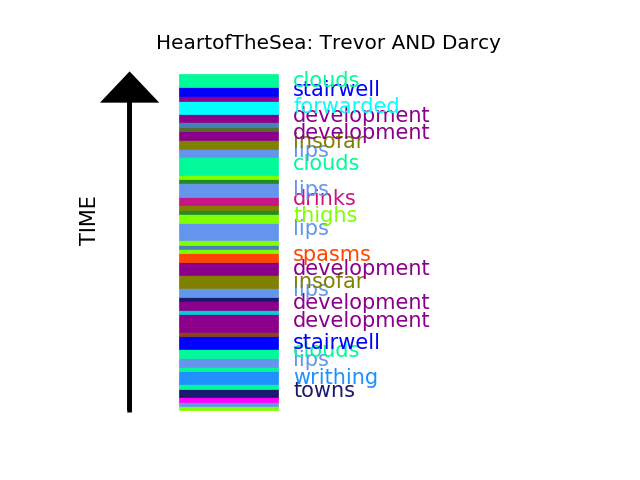 HeartofTheSea: Trevor AND Darcy
clouds
stairwell
forwarded
development
development
insofar
lips
clouds
lips
drinks
thighs
lips
spasms
development
insofar
lips
development
development
stairwell
clouds
lips
writhing
towns
TIME